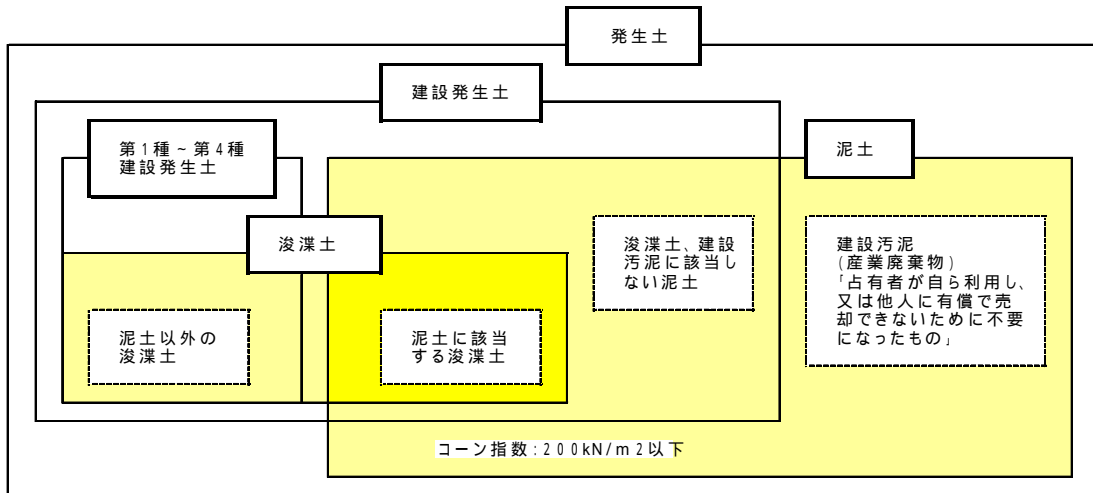 発生土
建設発生土
第1種~第4種
建設発生土
泥土
浚渫土
浚渫土、建設
汚泥に該当し
ない泥土
建設汚泥
(産業廃棄物)
「占有者が自ら利用し、
又は他人に有償で売
却できないために不要
になったもの」
泥土以外の
浚渫土
泥土に該当
する浚渫土
コーン指数:200kN/m2以下